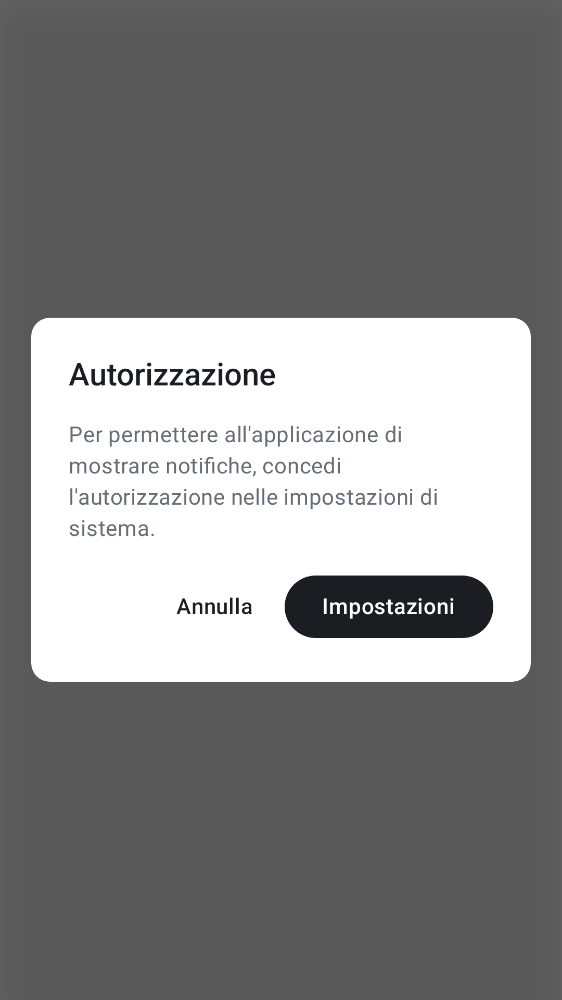 Autorizzazione
Per permettere all'applicazione di
mostrare notifiche, concedi
l'autorizzazione nelle impostazioni di
sistema.
Annulla
Impostazioni